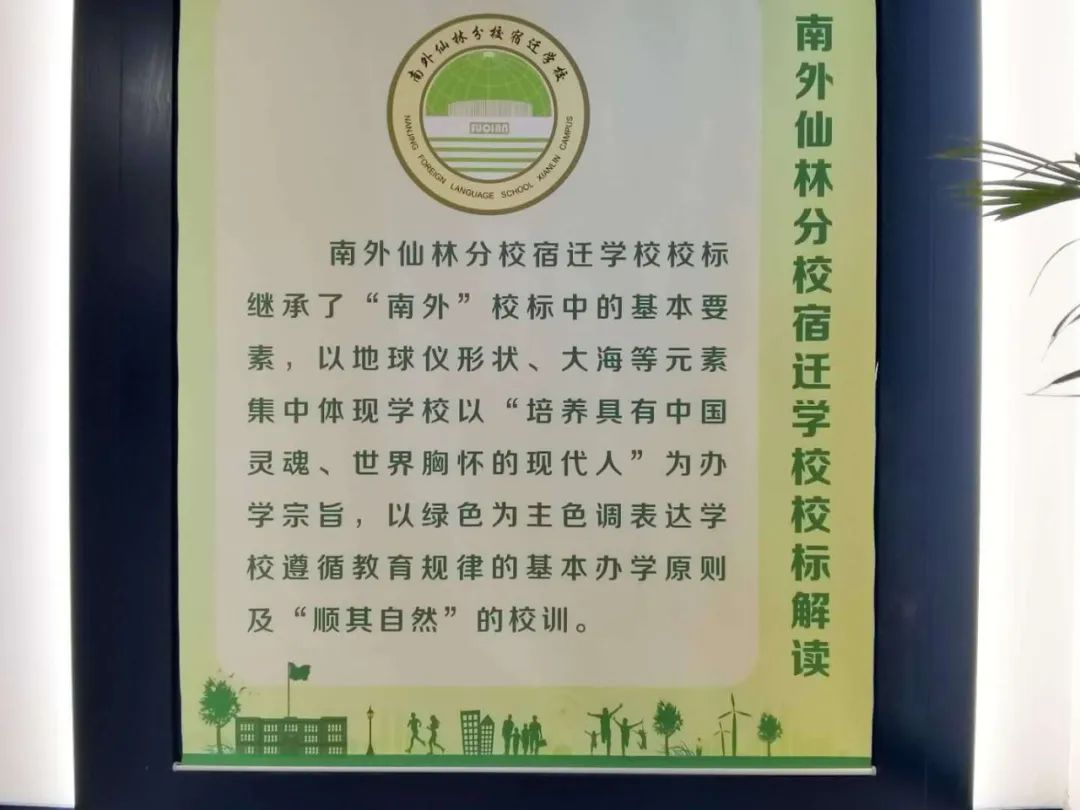 南外仙林分校宿迁学校
SUQIAN
NANJING FOREIGN LANGUAGE SCHOOL XIANLIN CAMPUS
南外仙林分校宿迁学校校标
继承了“南外”校标中的基本要
素，以地球仪形状、大海等元素
集中体现学校以“培养具有中国
灵魂、世界胸怀的现代人”为办
学宗旨，以绿色为主色调表达学
校遵循教育规律的基本办学原则
及“顺其自然”的校训。
南外仙林分校宿迁学校校标解读